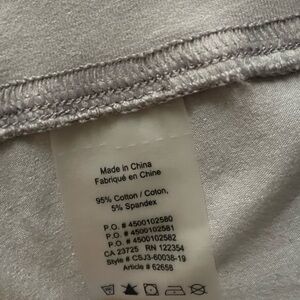 Made in China
Fabriqué en Chine
95% Cotton / Coton,
5% Spandex
P.O. # 4500102580
P.O. # 4500102581
P.O. # 4500102582
CA 23725 RN 122354
Style # CSJ3-60038-19
Article # 62658